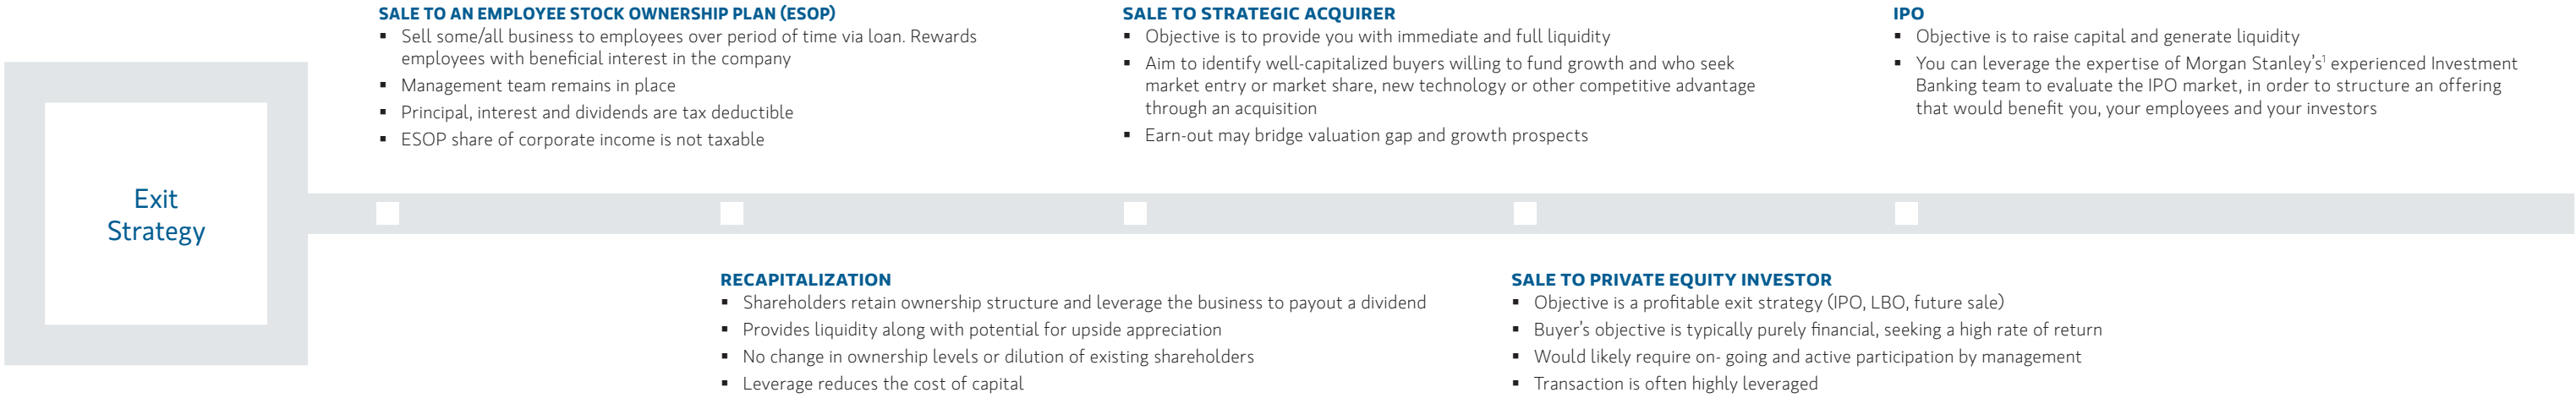 SALE TO AN EMPLOYEE STOCK OWNERSHIP PLAN (ESOP)
▪ Sell some/all business to employees over period of time via loan. Rewards
employees with beneficial interest in the company
▪ Management team remains in place
▪ Principal, interest and dividends are tax deductible
▪ ESOP share of corporate income is not taxable
SALE TO STRATEGIC ACQUIRER
▪ Objective is to provide you with immediate and full liquidity
▪ Aim to identify well-capitalized buyers willing to fund growth and who seek
market entry or market share, new technology or other competitive advantage
through an acquisition
▪ Earn-out may bridge valuation gap and growth prospects
IPO
▪ Objective is to raise capital and generate liquidity
▪ You can leverage the expertise of Morgan Stanley's¹ experienced Investment
Banking team to evaluate the IPO market, in order to structure an offering
that would benefit you, your employees and your investors
Exit
Strategy
RECAPITALIZATION
▪ Shareholders retain ownership structure and leverage the business to payout a dividend
▪ Provides liquidity along with potential for upside appreciation
▪ No change in ownership levels or dilution of existing shareholders
▪ Leverage reduces the cost of capital
SALE TO PRIVATE EQUITY INVESTOR
▪ Objective is a profitable exit strategy (IPO, LBO, future sale)
▪ Buyer's objective is typically purely financial, seeking a high rate of return
▪ Would likely require on- going and active participation by management
▪ Transaction is often highly leveraged